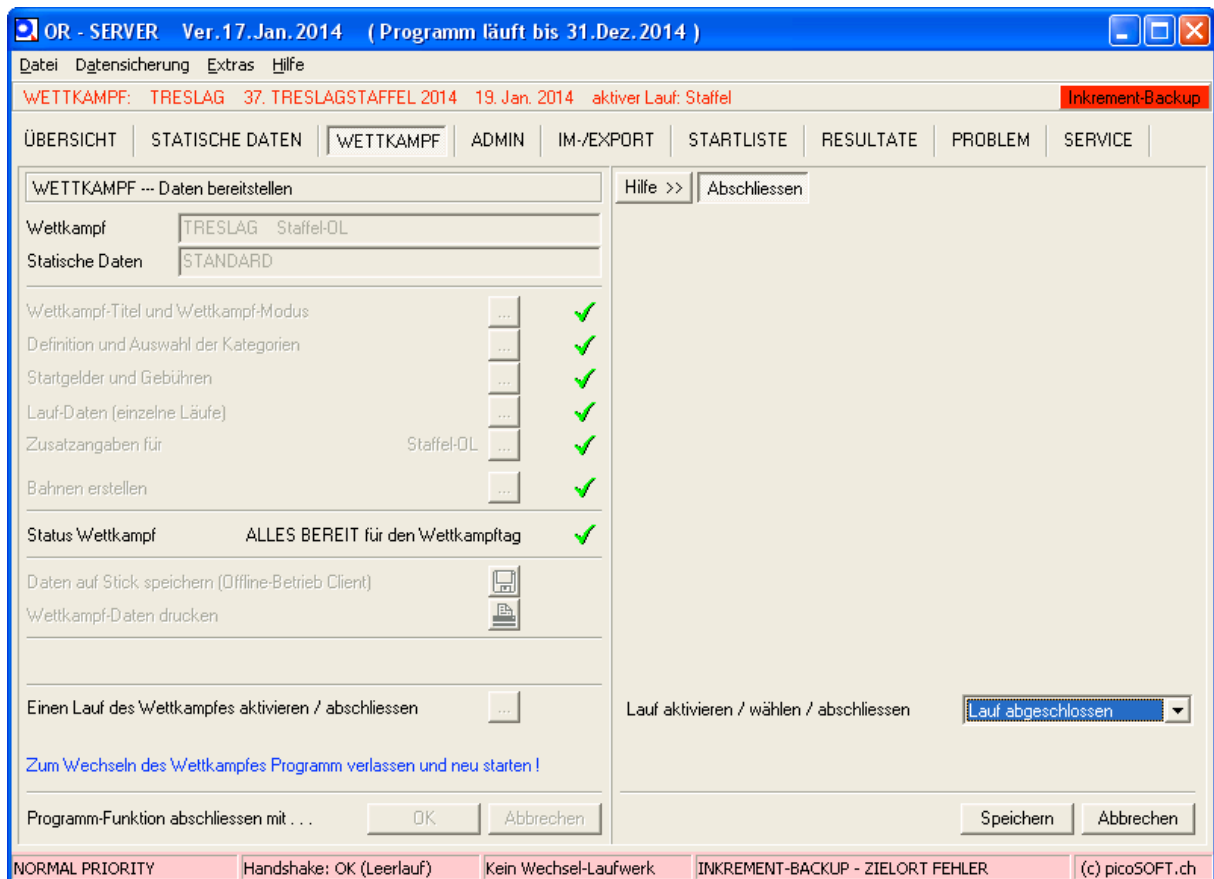 OR - SERVER Ver.17.Jan.2014 ( Programm läuft bis 31.Dez.2014 )
Datei Datensicherung Extras Hilfe
WETTKAMPF: TRESLAG 37. TRESLAGSTAFFEL 2014 19. Jan. 2014 aktiver Lauf: Staffel Inkrement-Backup
ÜBERSICHT STATISCHE DATEN WETTKAMPF ADMIN IM-/EXPORT STARTLISTE RESULTATE PROBLEM SERVICE
WETTKAMPF --- Daten bereitstellen
Hilfe >> Abschliessen
Wettkampf TRESLAG Staffel-OL
Statische Daten STANDARD
Wettkampf-Titel und Wettkampf-Modus ...
Definition und Auswahl der Kategorien ...
Startgelder und Gebühren ...
Lauf-Daten (einzelne Läufe) ...
Zusatzangaben für Staffel-OL ...
Bahnen erstellen ...
Status Wettkampf ALLES BEREIT für den Wettkampftag
Daten auf Stick speichern (Offline-Betrieb Client)
Wettkampf-Daten drucken
Einen Lauf des Wettkampfes aktivieren / abschliessen ...
Lauf aktivieren / wählen / abschliessen Lauf abgeschlossen
Zum Wechseln des Wettkampfes Programm verlassen und neu starten !
Programm-Funktion abschliessen mit . . . OK Abbrechen
Speichern Abbrechen
NORMAL PRIORITY Handshake: OK (Leerlauf) Kein Wechsel-Laufwerk INKREMENT-BACKUP - ZIELORT FEHLER (c) picoSOFT.ch